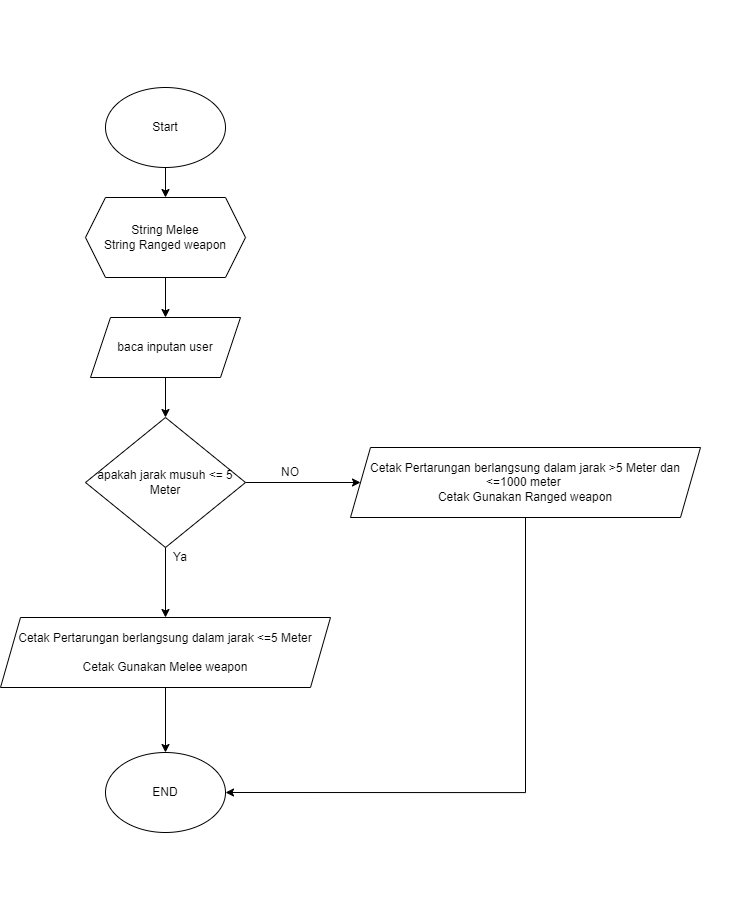 Start
String Melee
String Ranged weapon
baca inputan user
apakah jarak musuh <= 5
Meter
NO
Cetak Pertarungan berlangsung dalam jarak >5 Meter dan
<=1000 meter
Cetak Gunakan Ranged weapon
Ya
Cetak Pertarungan berlangsung dalam jarak <=5 Meter
Cetak Gunakan Melee weapon
END